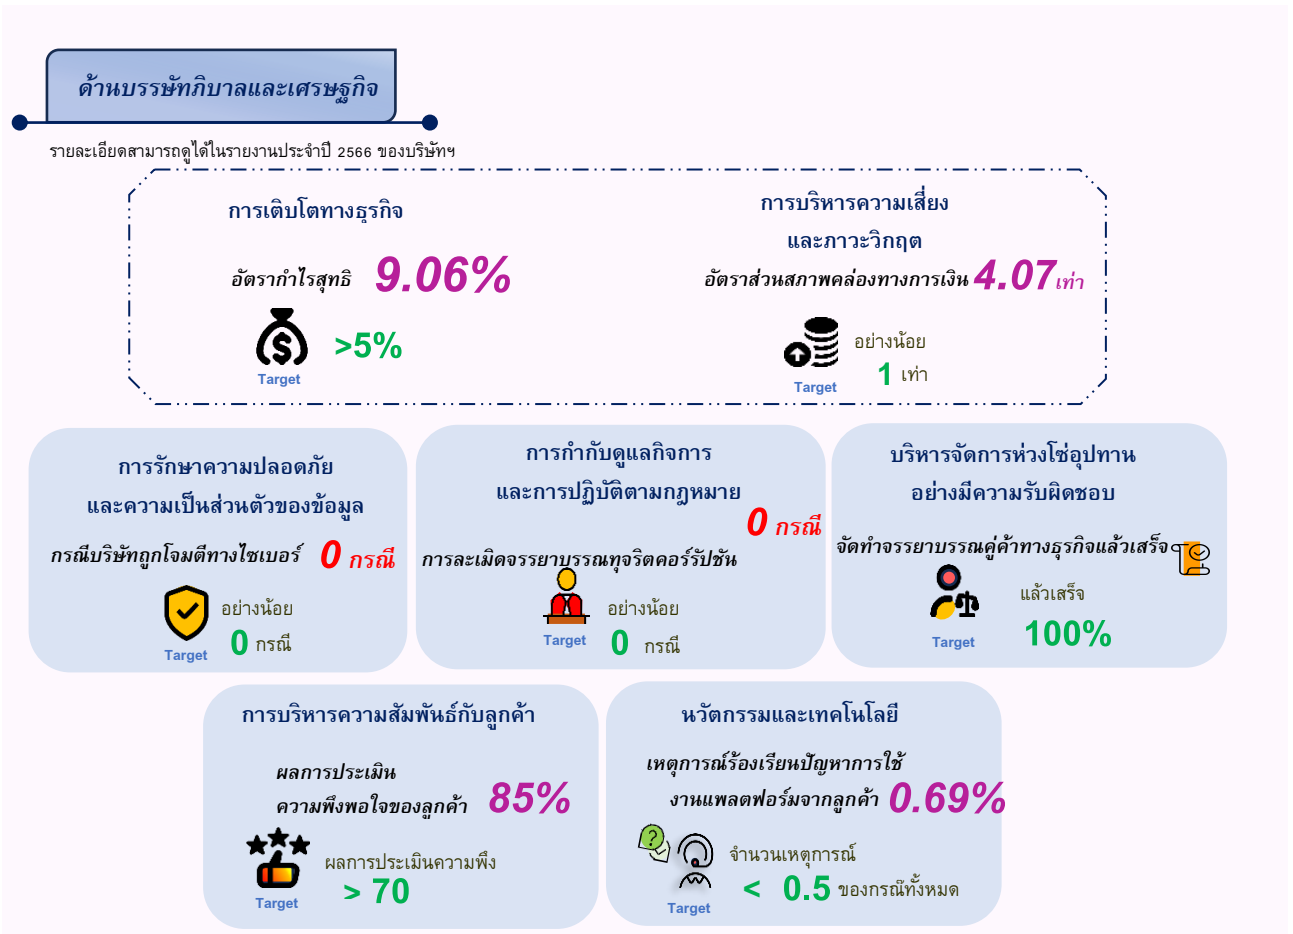 ด้านบรรษัทภิบาลและเศรษฐกิจ
รายละเอียดสามารถดูได้ในรายงานประจำปี 2566 ของบริษัทฯ
การเติบโตทางธุรกิจ
อัตรากำไรสุทธิ 9.06%
>5%
Target
การบริหารความเสี่ยง
และภาวะวิกฤต
อัตราส่วนสภาพคล่องทางการเงิน 4.07 เท่า
อย่างน้อย
1 เท่า
Target
การรักษาความปลอดภัย
และความเป็นส่วนตัวของข้อมูล
กรณีบริษัทถูกโจมตีทางไซเบอร์ 0 กรณี
อย่างน้อย
0 กรณี
Target
การกำกับดูแลกิจการ
และการปฏิบัติตามกฎหมาย
0 กรณี
การละเมิดจรรยาบรรณทุจริตคอร์รัปชัน
อย่างน้อย
0 กรณี
Target
บริหารจัดการห่วงโซ่อุปทาน
อย่างมีความรับผิดชอบ
จัดทำจรรยาบรรณคู่ค้าทางธุรกิจแล้วเสร็จ
แล้วเสร็จ
100%
Target
การบริหารความสัมพันธ์กับลูกค้า
ผลการประเมิน
ความพึงพอใจของลูกค้า 85%
ผลการประเมินความพึง
> 70
Target
นวัตกรรมและเทคโนโลยี
เหตุการณ์ร้องเรียนปัญหาการใช้
งานแพลตฟอร์มจากลูกค้า 0.69%
จำนวนเหตุการณ์
< 0.5 ของกรณ๊ทั้งหมด
Target